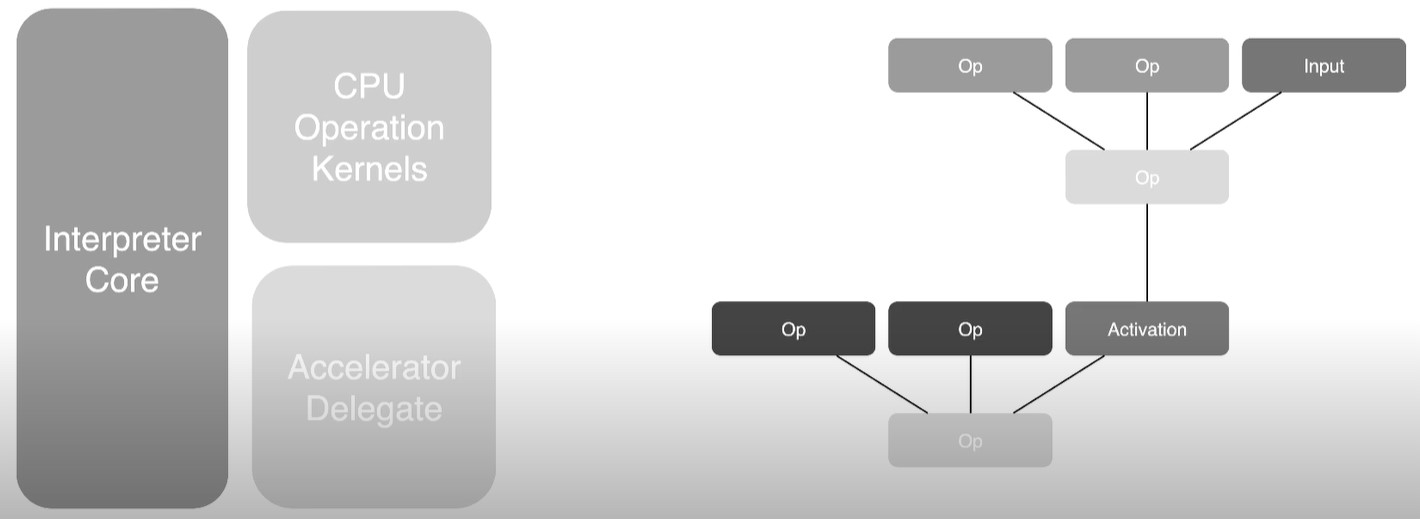 Interpreter
Core
CPU
Operation
Kernels
Accelerator
Delegate
Op
Op
Input
Op
Op
Op
Activation
Op